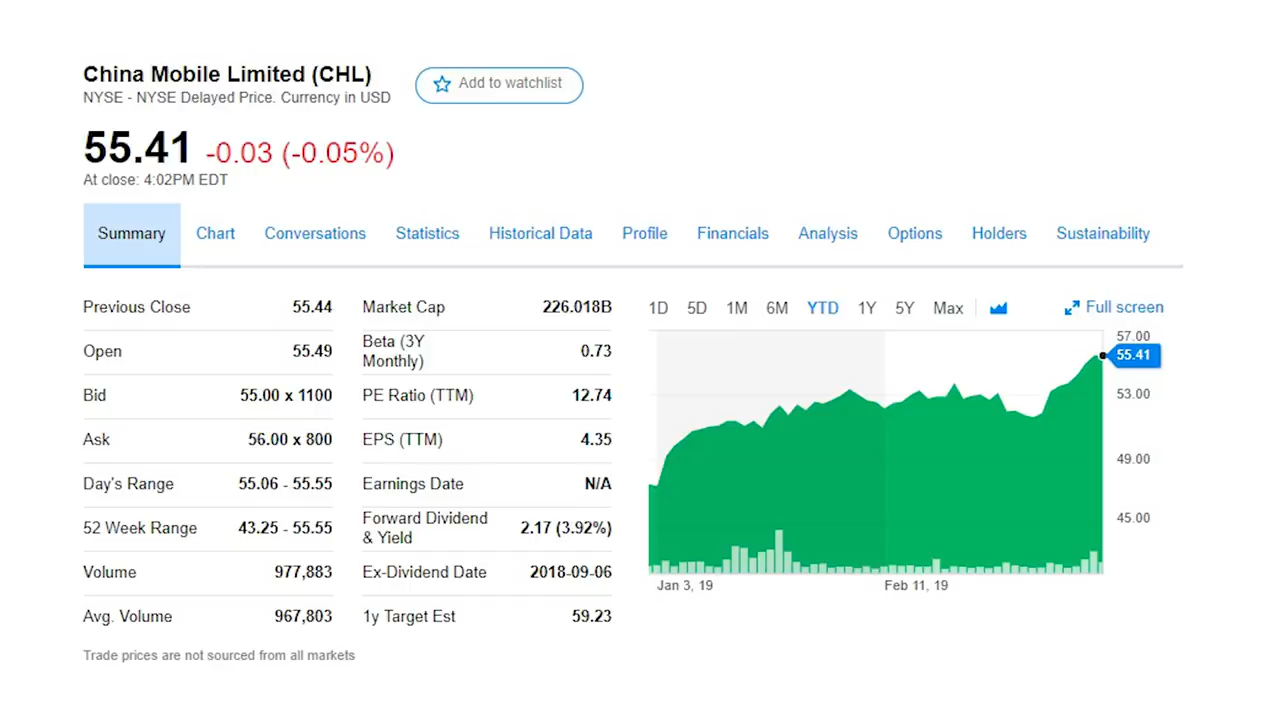 China Mobile Limited (CHL)
NYSE - NYSE Delayed Price. Currency in USD
Add to watchlist
55.41 -0.03 (-0.05%)
At close: 4:02PM EDT
Summary Chart Conversations Statistics Historical Data Profile Financials Analysis Options Holders Sustainability
Previous Close 55.44
Open 55.49
Bid 55.00 x 1100
Ask 56.00 x 800
Day's Range 55.06 - 55.55
52 Week Range 43.25 - 55.55
Volume 977,883
Avg. Volume 967,803
Market Cap 226.018B
Beta (3Y
Monthly) 0.73
PE Ratio (TTM) 12.74
EPS (TTM) 4.35
Earnings Date N/A
Forward Dividend
& Yield 2.17 (3.92%)
Ex-Dividend Date 2018-09-06
1y Target Est 59.23
1D 5D 1M 6M YTD 1Y 5Y Max Full screen
57.00
55.41
53.00
49.00
45.00
Jan 3, 19 Feb 11, 19
Trade prices are not sourced from all markets